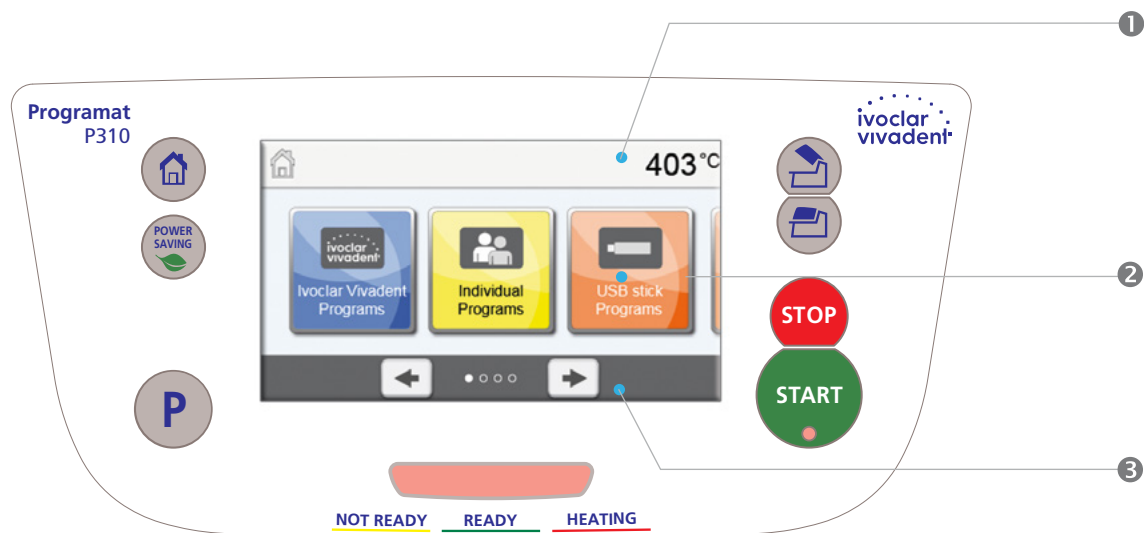 1
Programat
P310
ivoclar
vivadent
403 °C
POWER
SAVING
ivoclar
vivadent
Ivoclar Vivadent
Programs
Individual
Programs
USB stick
Programs
2
STOP
START
P
3
NOT READY READY HEATING